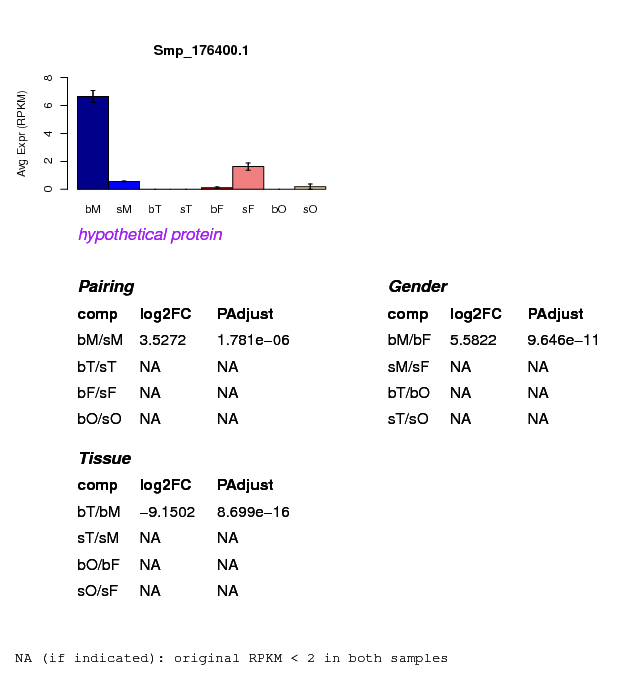 Smp_176400.1
Avg Expr (RPKM)
8
6
4
2
0
bM sM bT sT bF sF bO sO
hypothetical protein
Pairing
comp log2FC PAdjust
bM/sM 3.5272 1.781e−06
bT/sT NA NA
bF/sF NA NA
bO/sO NA NA
Gender
comp log2FC PAdjust
bM/bF 5.5822 9.646e−11
sM/sF NA NA
bT/bO NA NA
sT/sO NA NA
Tissue
comp log2FC PAdjust
bT/bM −9.1502 8.699e−16
sT/sM NA NA
bO/bF NA NA
sO/sF NA NA
NA (if indicated): original RPKM < 2 in both samples